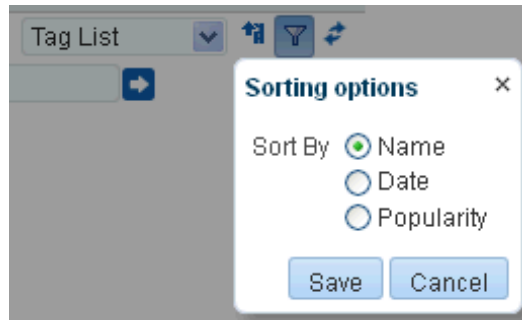 Tag List
Sorting options
Sort By Name
Date
Popularity
Save Cancel